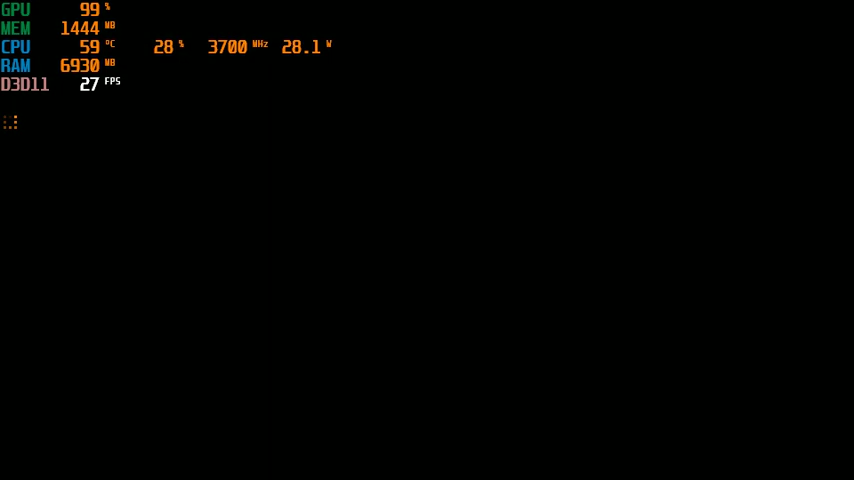 GPU 99 %
MEM 1444 MB
CPU 59 °C 28 % 3700 MHz 28.1 W
RAM 6930 MB
D3D11 27 FPS